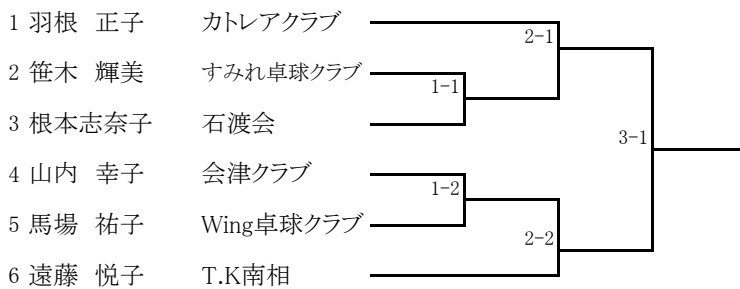 1 羽根 正子 カトレアクラブ
2-1
2 笹木 輝美 すみれ卓球クラブ
1-1
3 根本志奈子 石渡会
3-1
4 山内 幸子 会津クラブ
1-2
5 馬場 祐子 Wing卓球クラブ
2-2
6 遠藤 悦子 T.K南相